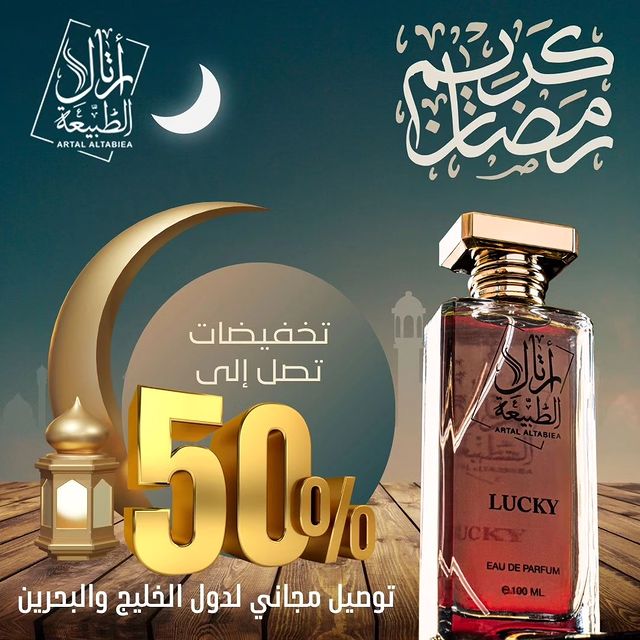 أرتال
الطبيعة
ARTAL ALTABIEA
رمضان
كريم
تخفيضات
تصل إلى
50%
أرتال
الطبيعة
ARTAL ALTABIEA
LUCKY
EAU DE PARFUM
℮100 ML
توصيل مجاني لدول الخليج والبحرين